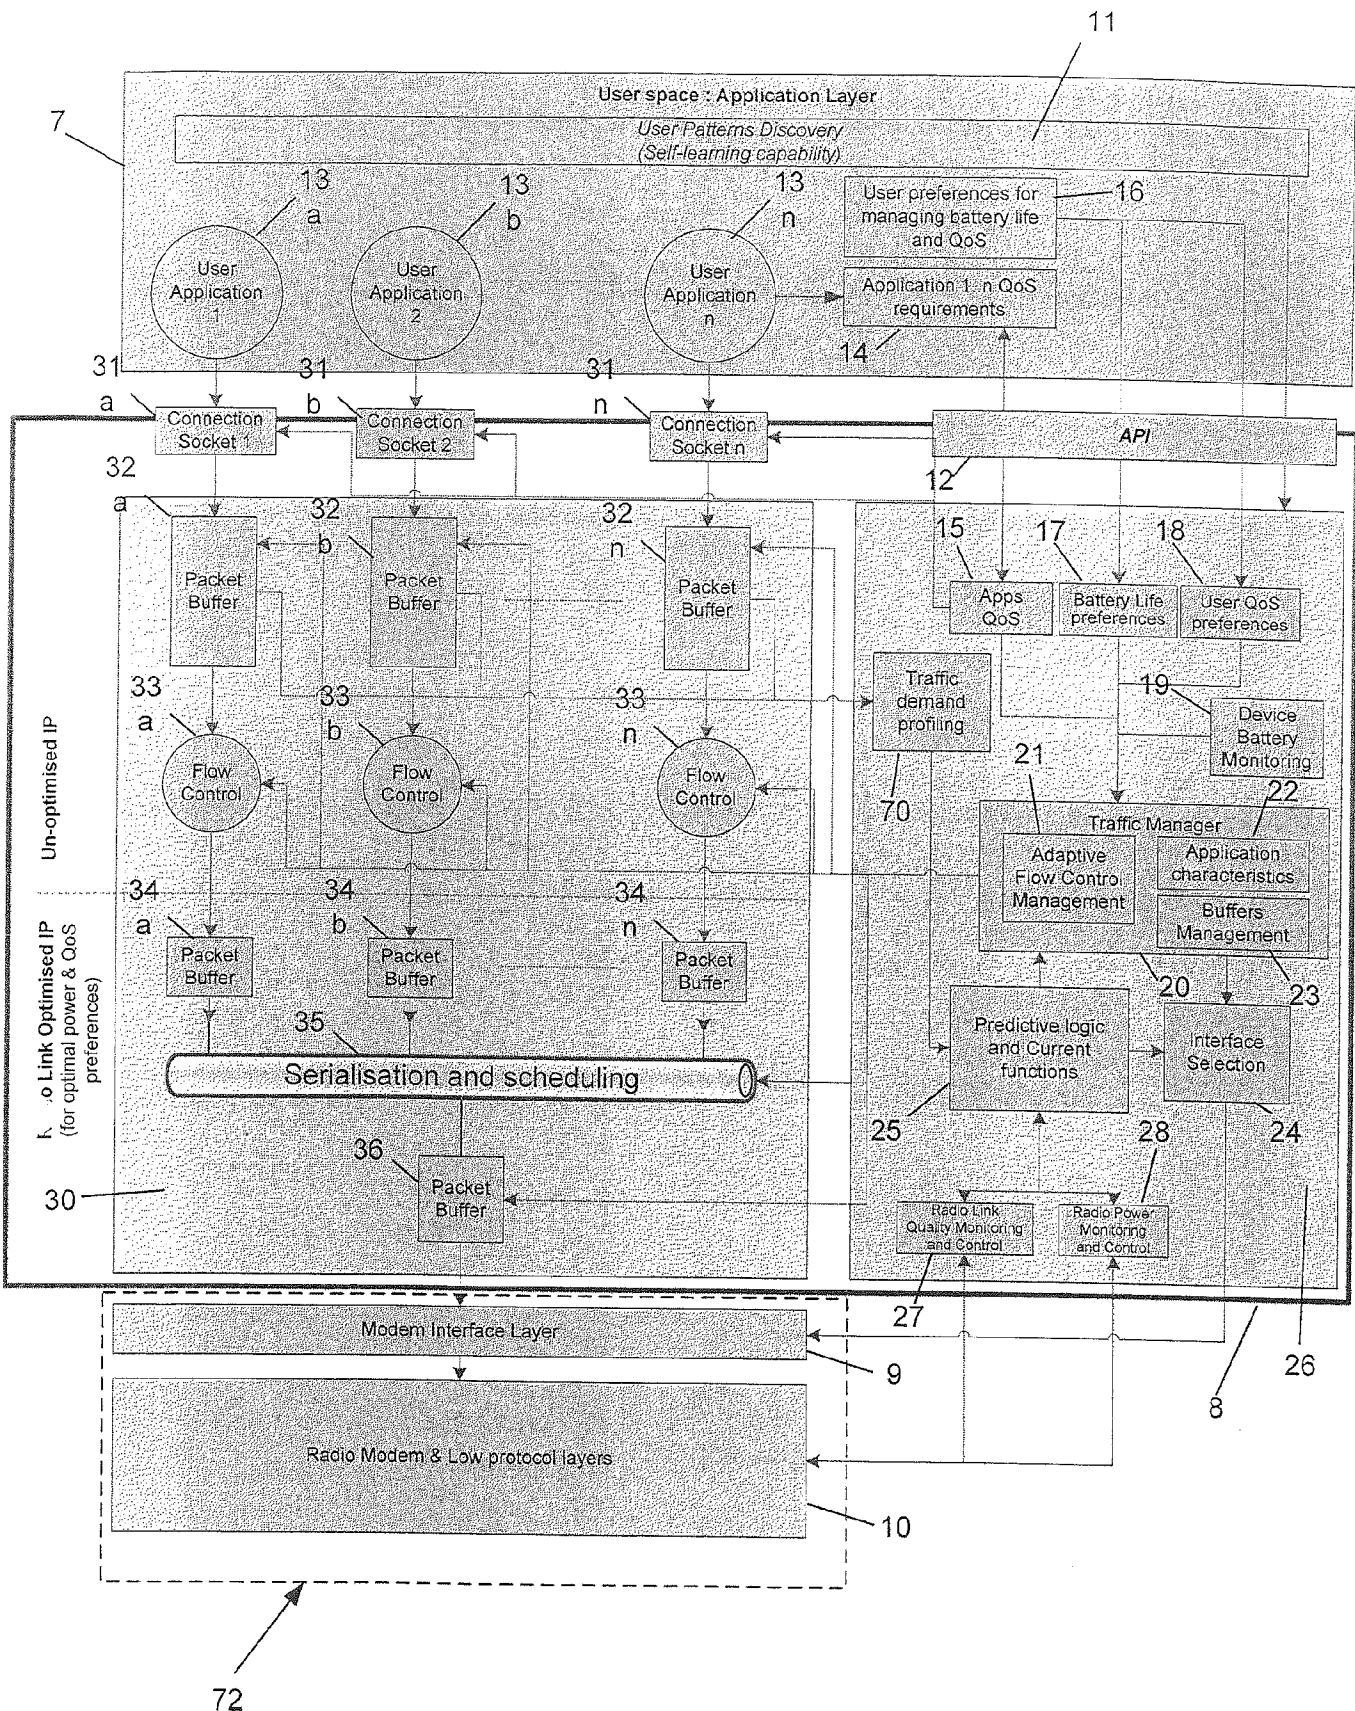 11
User space : Application Layer
7
User Patterns Discovery
(Self-learning capability)
13
a
13
b
13
n
User preferences for
managing battery life
and QoS
16
User
Application
1
User
Application
2
User
Application
n
Application 1..n QoS
requirements
14
31
a
31
b
31
n
Connection
Socket 1
Connection
Socket 2
Connection
Socket n
API
12
32
a
32
b
32
n
15
17
18
Packet
Buffer
Packet
Buffer
Packet
Buffer
Apps
QoS
Battery Life
preferences
User QoS
preferences
33
a
33
b
33
n
Traffic
demand
profiling
19
Device
Battery
Monitoring
Un-optimised IP
Flow
Control
Flow
Control
Flow
Control
70
21
22
Traffic Manager
Adaptive
Flow Control
Management
Application
characteristics
Buffers
Management
34
a
34
b
34
n
Packet
Buffer
Packet
Buffer
Packet
Buffer
20
23
Link Optimised IP
(for optimal power & QoS
preferences)
35
Serialisation and scheduling
Predictive logic
and Current
functions
Interface
Selection
25
28
24
36
Packet
Buffer
30
Radio Link
Quality Monitoring
and Control
Radio Power
Monitoring
and Control
27
Modem Interface Layer
9
26
8
Radio Modem & Low protocol layers
10
72